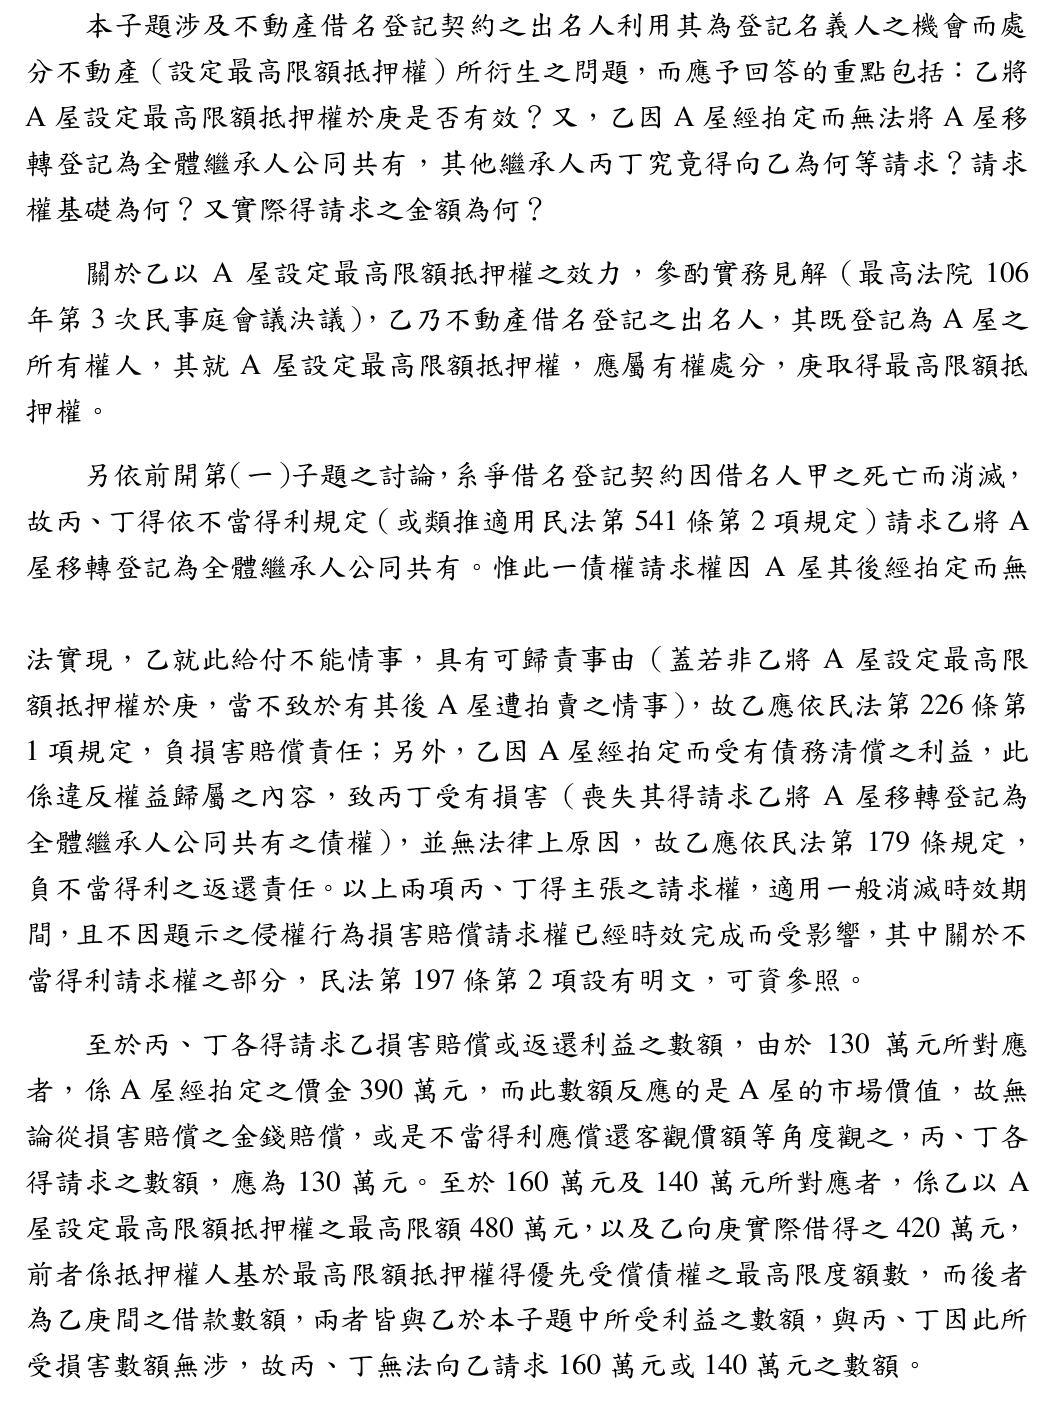 本子題涉及不動產借名登記契約之出名人利用其為登記名義人之機會而處
分不動產（設定最高限額抵押權）所衍生之問題，而應予回答的重點包括：乙將
A 屋設定最高限額抵押權於庚是否有效？又，乙因 A 屋經拍定而無法將 A 屋移
轉登記為全體繼承人公同共有，其他繼承人丙丁究竟得向乙為何等請求？請求
權基礎為何？又實際得請求之金額為何？
關於乙以 A 屋設定最高限額抵押權之效力，參酌實務見解（最高法院 106
年第 3 次民事庭會議決議），乙乃不動產借名登記之出名人，其既登記為 A 屋之
所有權人，其就 A 屋設定最高限額抵押權，應屬有權處分，庚取得最高限額抵
押權。
另依前開第(一)子題之討論，系爭借名登記契約因借名人甲之死亡而消滅，
故丙、丁得依不當得利規定（或類推適用民法第 541 條第 2 項規定）請求乙將 A
屋移轉登記為全體繼承人公同共有。惟此一債權請求權因 A 屋其後經拍定而無
法實現，乙就此給付不能情事，具有可歸責事由（蓋若非乙將 A 屋設定最高限
額抵押權於庚，當不致於有其後 A 屋遭拍賣之情事），故乙應依民法第 226 條第
1 項規定，負損害賠償責任；另外，乙因 A 屋經拍定而受有債務清償之利益，此
係違反權益歸屬之內容，致丙丁受有損害（喪失其得請求乙將 A 屋移轉登記為
全體繼承人公同共有之債權），並無法律上原因，故乙應依民法第 179 條規定，
負不當得利之返還責任。以上兩項丙、丁得主張之請求權，適用一般消滅時效期
間，且不因題示之侵權行為損害賠償請求權已經時效完成而受影響，其中關於不
當得利請求權之部分，民法第 197 條第 2 項設有明文，可資參照。
至於丙、丁各得請求乙損害賠償或返還利益之數額，由於 130 萬元所對應
者，係 A 屋經拍定之價金 390 萬元，而此數額反應的是 A 屋的市場價值，故無
論從損害賠償之金錢賠償，或是不當得利應償還客觀價額等角度觀之，丙、丁各
得請求之數額，應為 130 萬元。至於 160 萬元及 140 萬元所對應者，係乙以 A
屋設定最高限額抵押權之最高限額 480 萬元，以及乙向庚實際借得之 420 萬元，
前者係抵押權人基於最高限額抵押權得優先受償債權之最高限度額數，而後者
為乙庚間之借款數額，兩者皆與乙於本子題中所受利益之數額，與丙、丁因此所
受損害數額無涉，故丙、丁無法向乙請求 160 萬元或 140 萬元之數額。